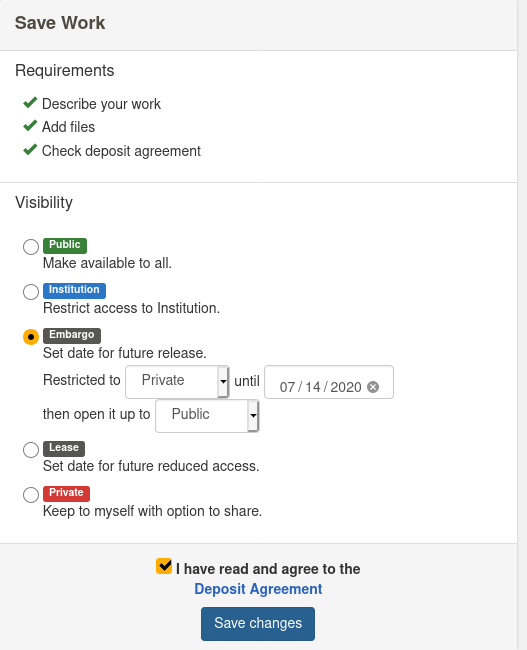 Save Work
Requirements
Describe your work
Add files
Check deposit agreement
Visibility
Public
Make available to all.
Institution
Restrict access to Institution.
Embargo
Set date for future release.
Restricted to Private until 07/14/2020
then open it up to Public
Lease
Set date for future reduced access.
Private
Keep to myself with option to share.
I have read and agree to the
Deposit Agreement
Save changes